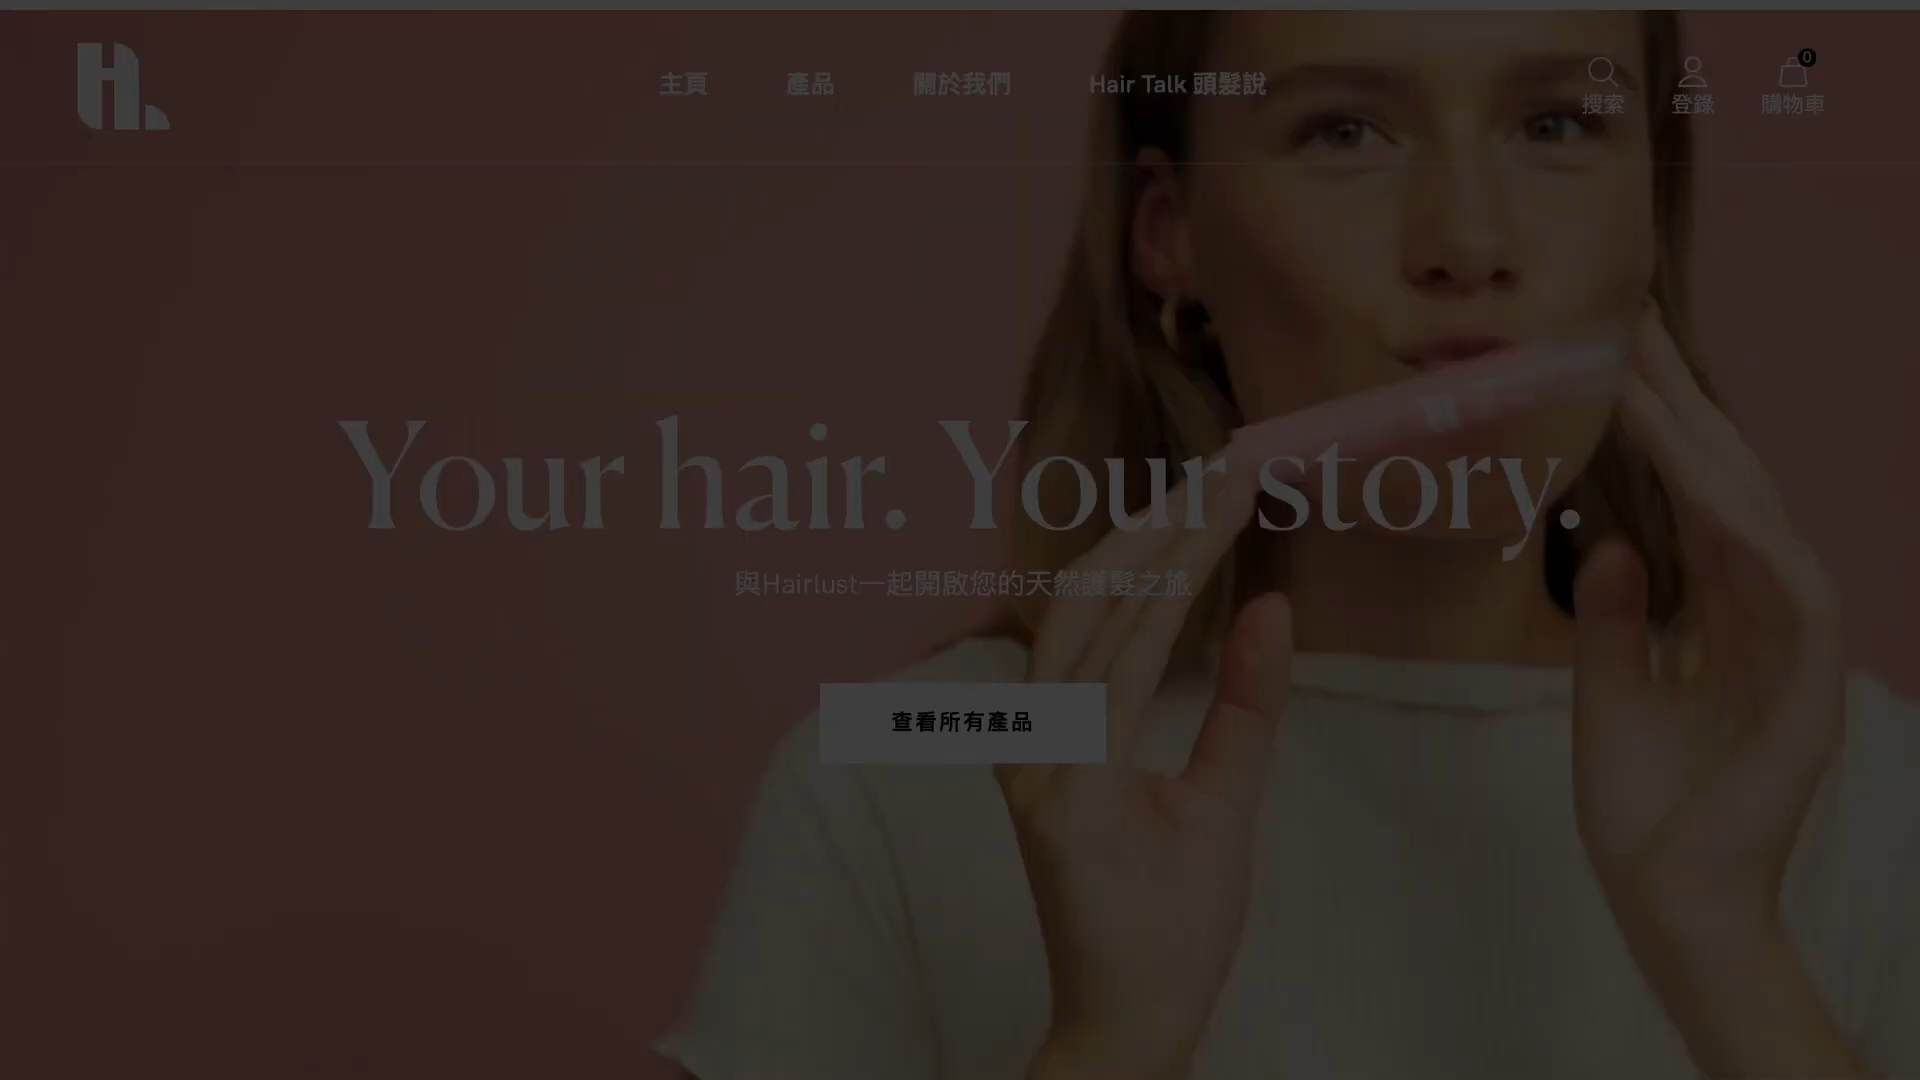 H.
主頁
產品
關於我們
Hair Talk 頭髮說
搜索
登錄
0
購物車
Your hair. Your story.
與Hairlust一起開啟您的天然護髮之旅
查看所有產品